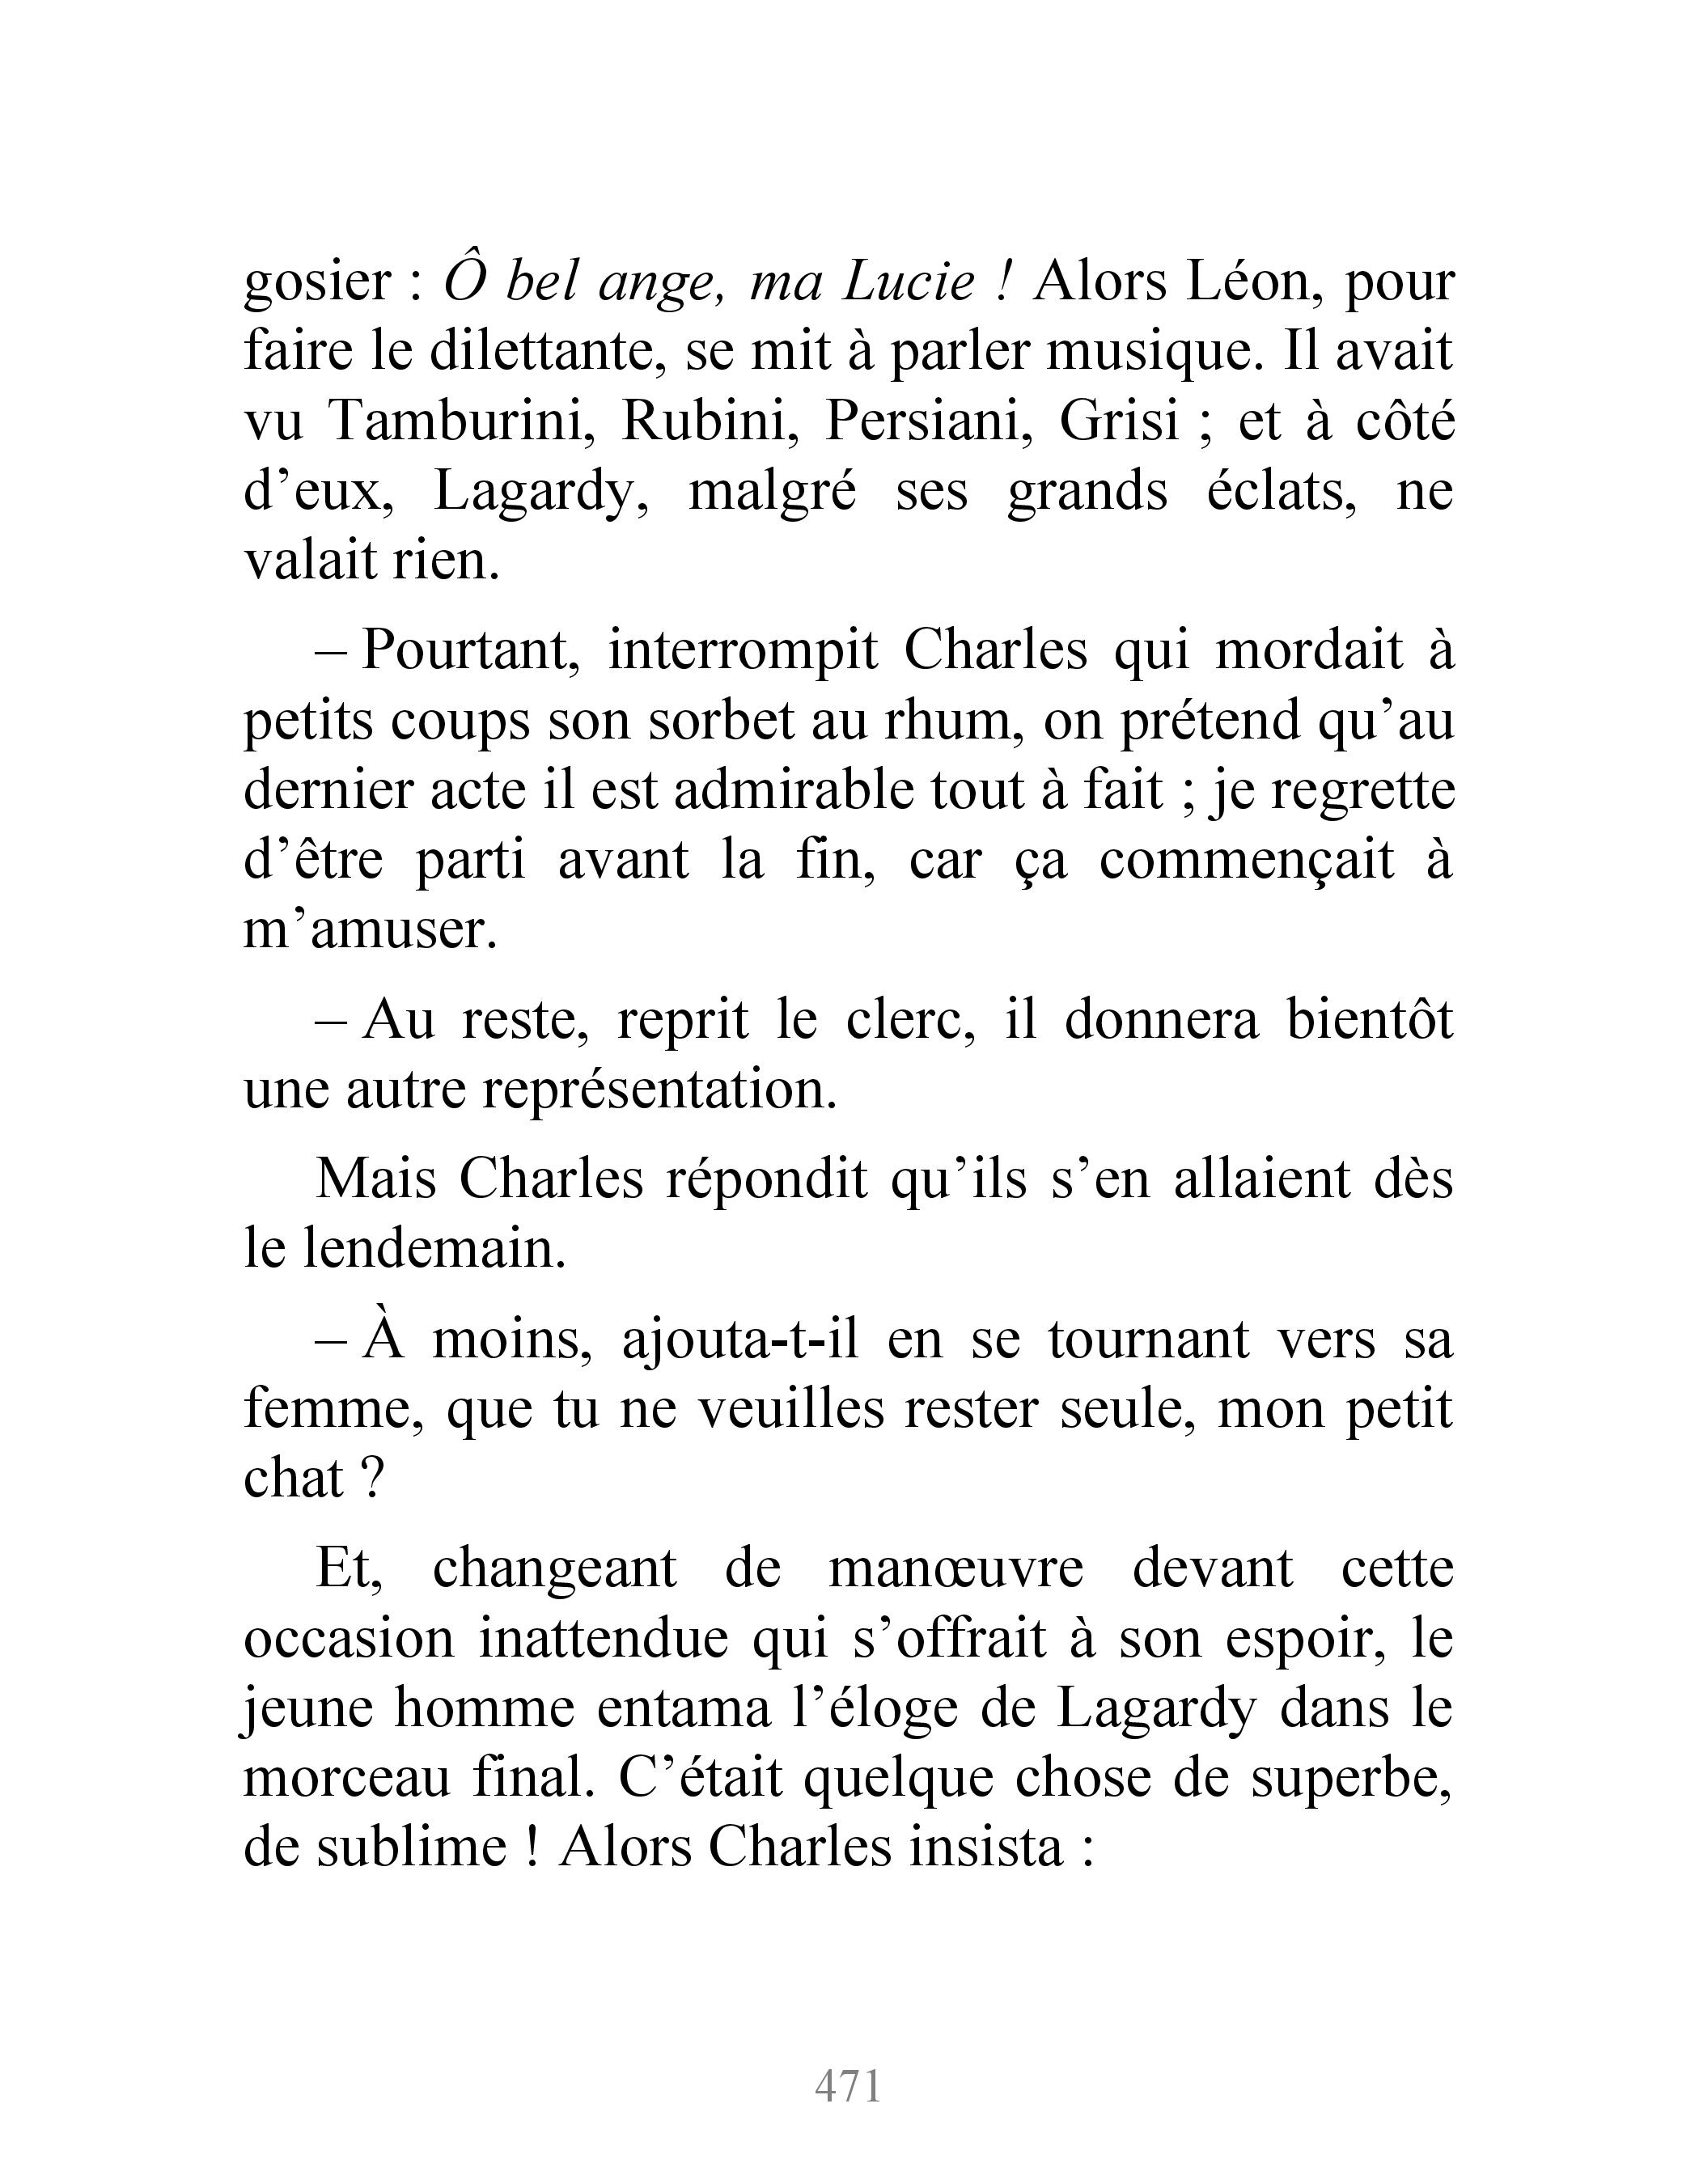 gosier : Ô bel ange, ma Lucie ! Alors Léon, pour
faire le dilettante, se mit à parler musique. Il avait
vu Tamburini, Rubini, Persiani, Grisi ; et à côté
d’eux, Lagardy, malgré ses grands éclats, ne
valait rien.
– Pourtant, interrompit Charles qui mordait à
petits coups son sorbet au rhum, on prétend qu’au
dernier acte il est admirable tout à fait ; je regrette
d’être parti avant la fin, car ça commençait à
m’amuser.
– Au reste, reprit le clerc, il donnera bientôt
une autre représentation.
Mais Charles répondit qu’ils s’en allaient dès
le lendemain.
– À moins, ajouta-t-il en se tournant vers sa
femme, que tu ne veuilles rester seule, mon petit
chat ?
Et, changeant de manœuvre devant cette
occasion inattendue qui s’offrait à son espoir, le
jeune homme entama l’éloge de Lagardy dans le
morceau final. C’était quelque chose de superbe,
de sublime ! Alors Charles insista :
471